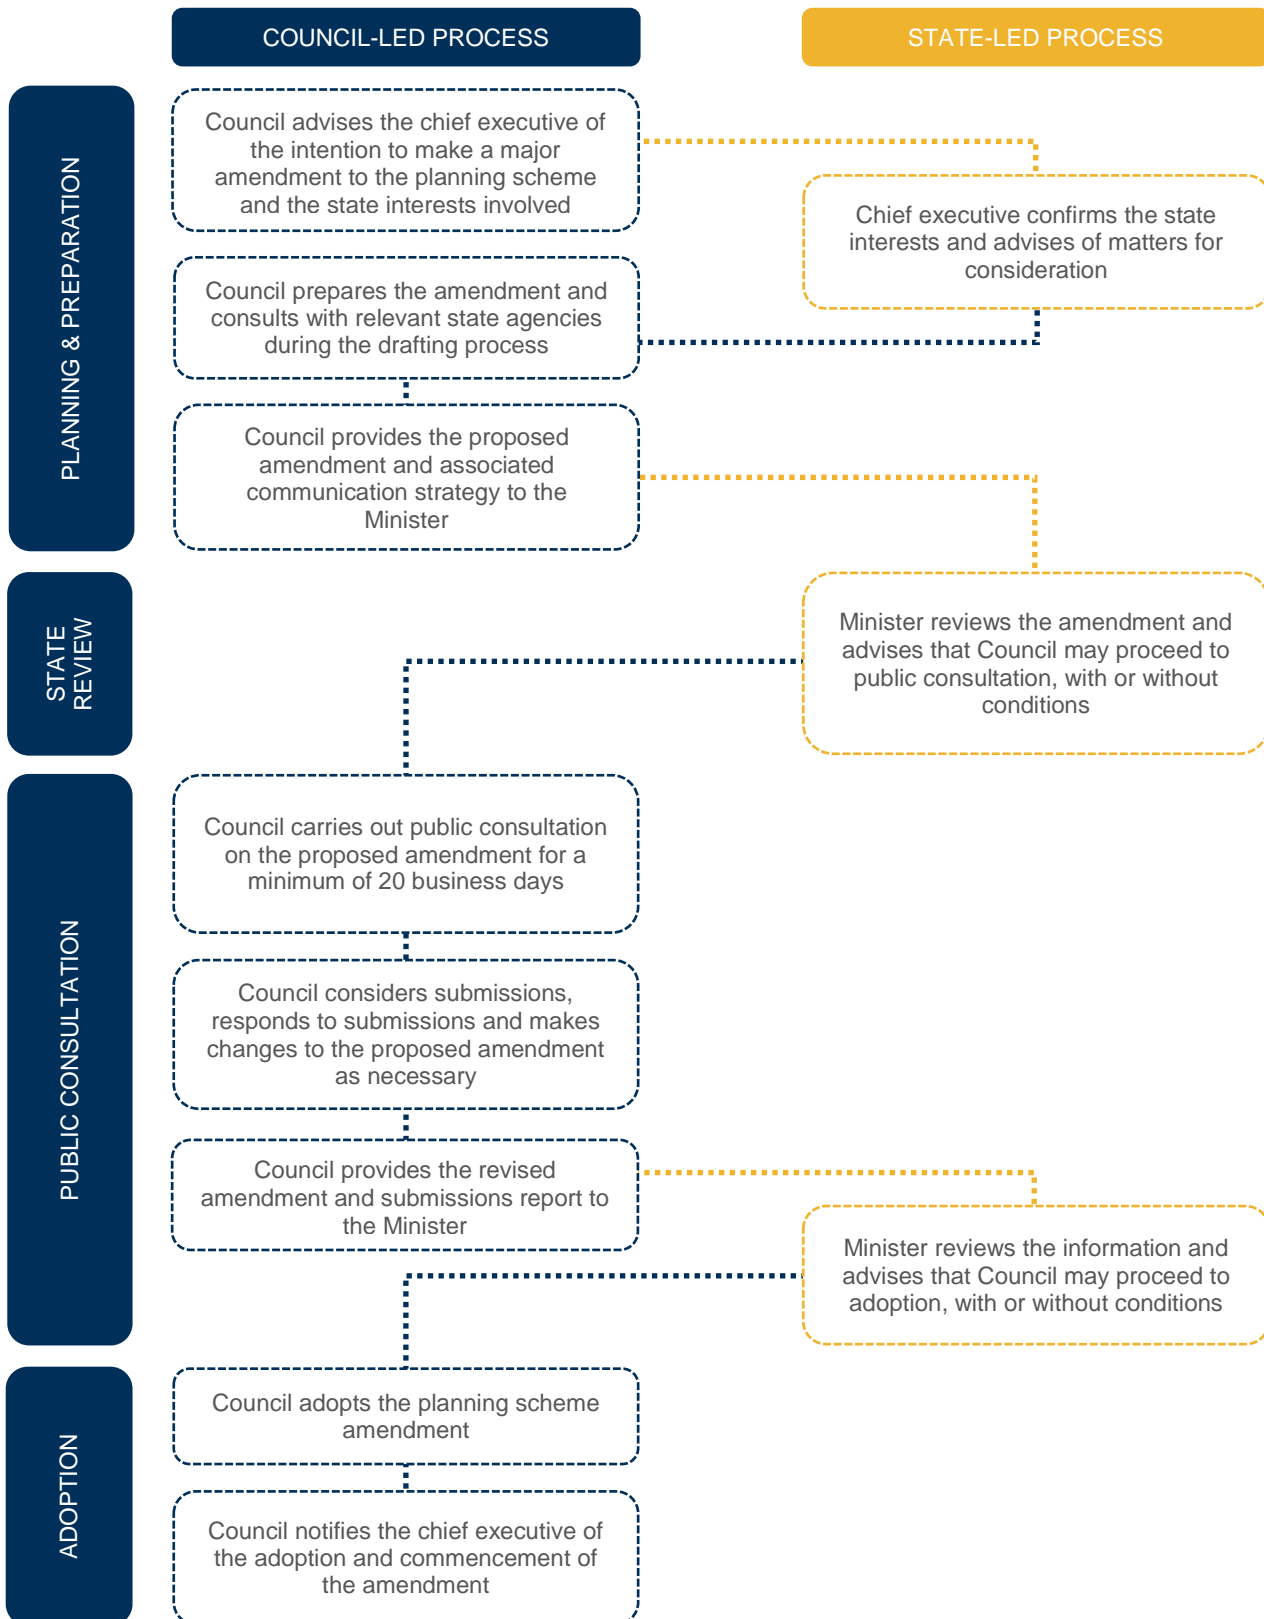 COUNCIL-LED PROCESS
STATE-LED PROCESS
PLANNING & PREPARATION
Council advises the chief executive of
the intention to make a major
amendment to the planning scheme
and the state interests involved
Chief executive confirms the state
interests and advises of matters for
consideration
Council prepares the amendment and
consults with relevant state agencies
during the drafting process
Council provides the proposed
amendment and associated
communication strategy to the
Minister
STATE
REVIEW
Minister reviews the amendment and
advises that Council may proceed to
public consultation, with or without
conditions
PUBLIC CONSULTATION
Council carries out public consultation
on the proposed amendment for a
minimum of 20 business days
Council considers submissions,
responds to submissions and makes
changes to the proposed amendment
as necessary
Council provides the revised
amendment and submissions report to
the Minister
Minister reviews the information and
advises that Council may proceed to
adoption, with or without conditions
ADOPTION
Council adopts the planning scheme
amendment
Council notifies the chief executive of
the adoption and commencement of
the amendment